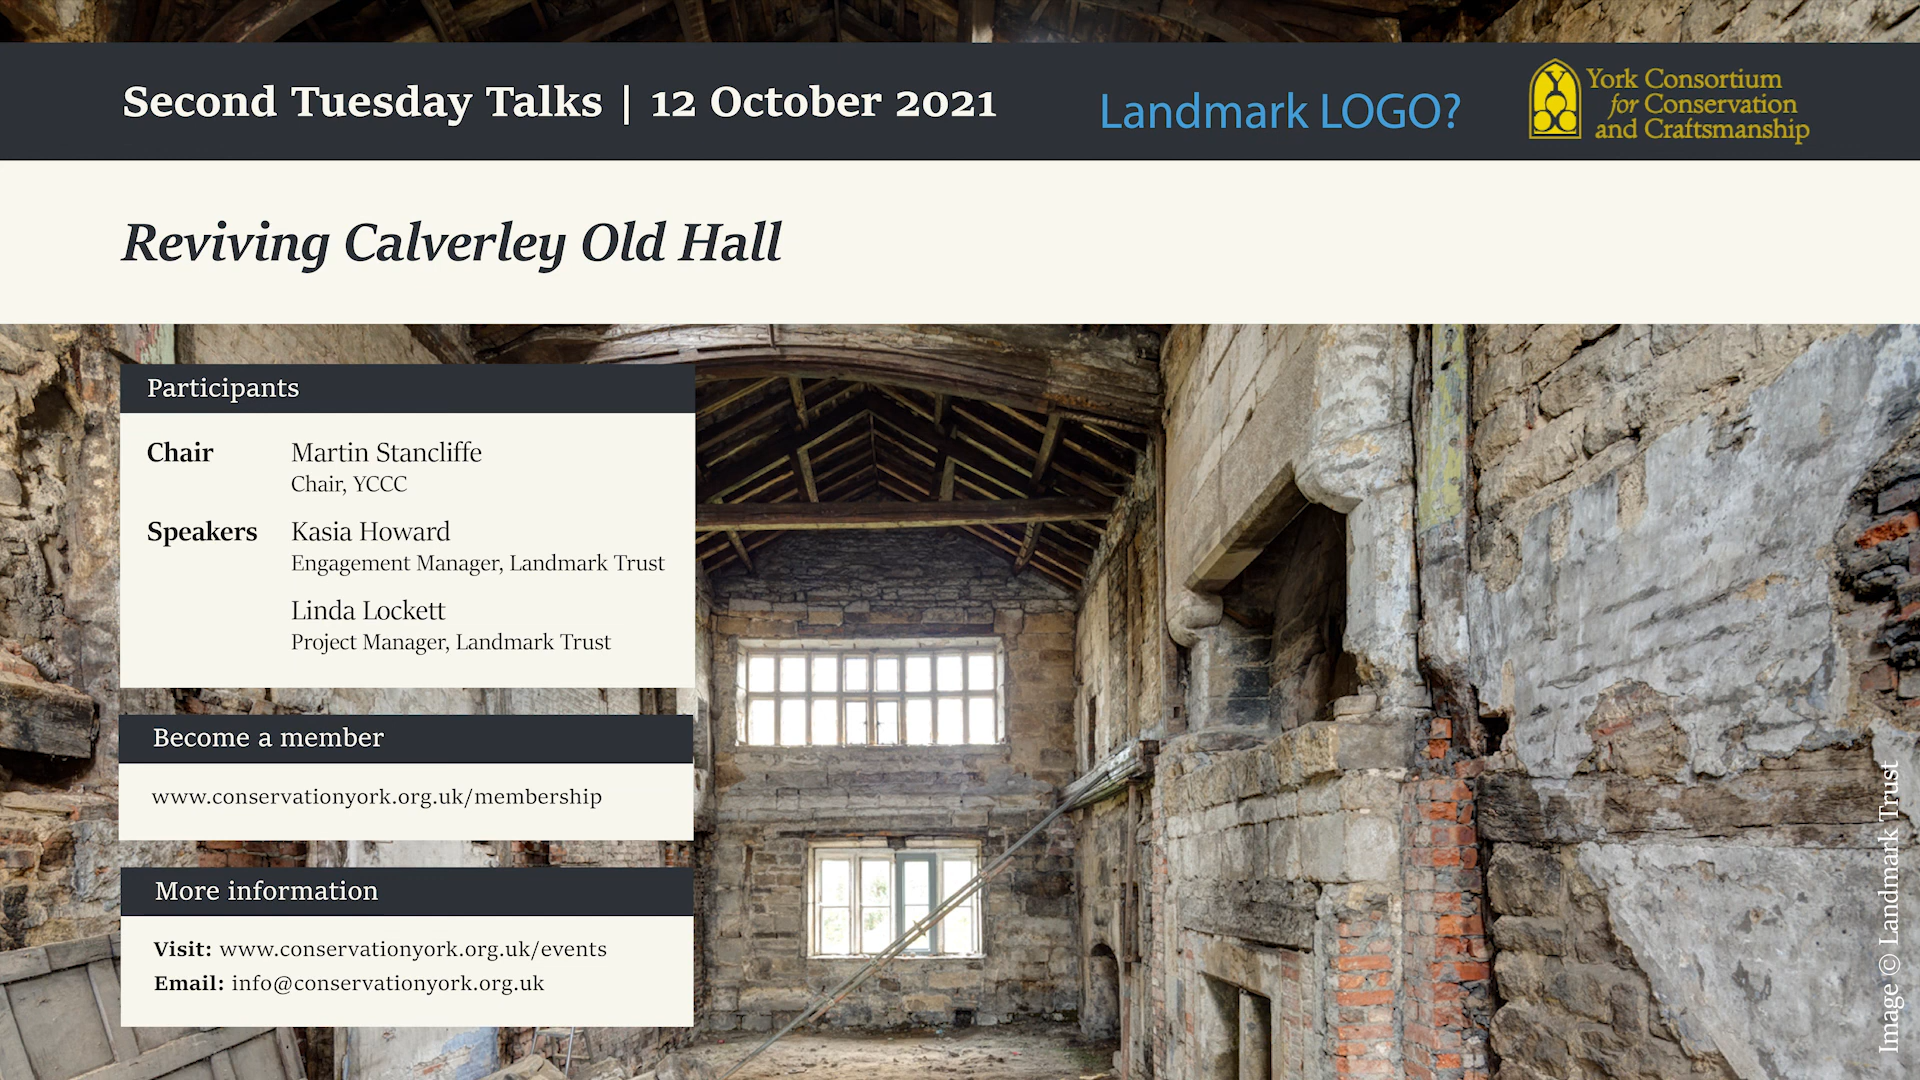 Second Tuesday Talks | 12 October 2021
Landmark LOGO?
York Consortium
for Conservation
and Craftsmanship
Reviving Calverley Old Hall
Participants
Chair
Martin Stancliffe
Chair, YCCC
Speakers
Kasia Howard
Engagement Manager, Landmark Trust
Linda Lockett
Project Manager, Landmark Trust
Become a member
www.conservationyork.org.uk/membership
More information
Visit: www.conservationyork.org.uk/events
Email: info@conservationyork.org.uk
Image © Landmark Trust